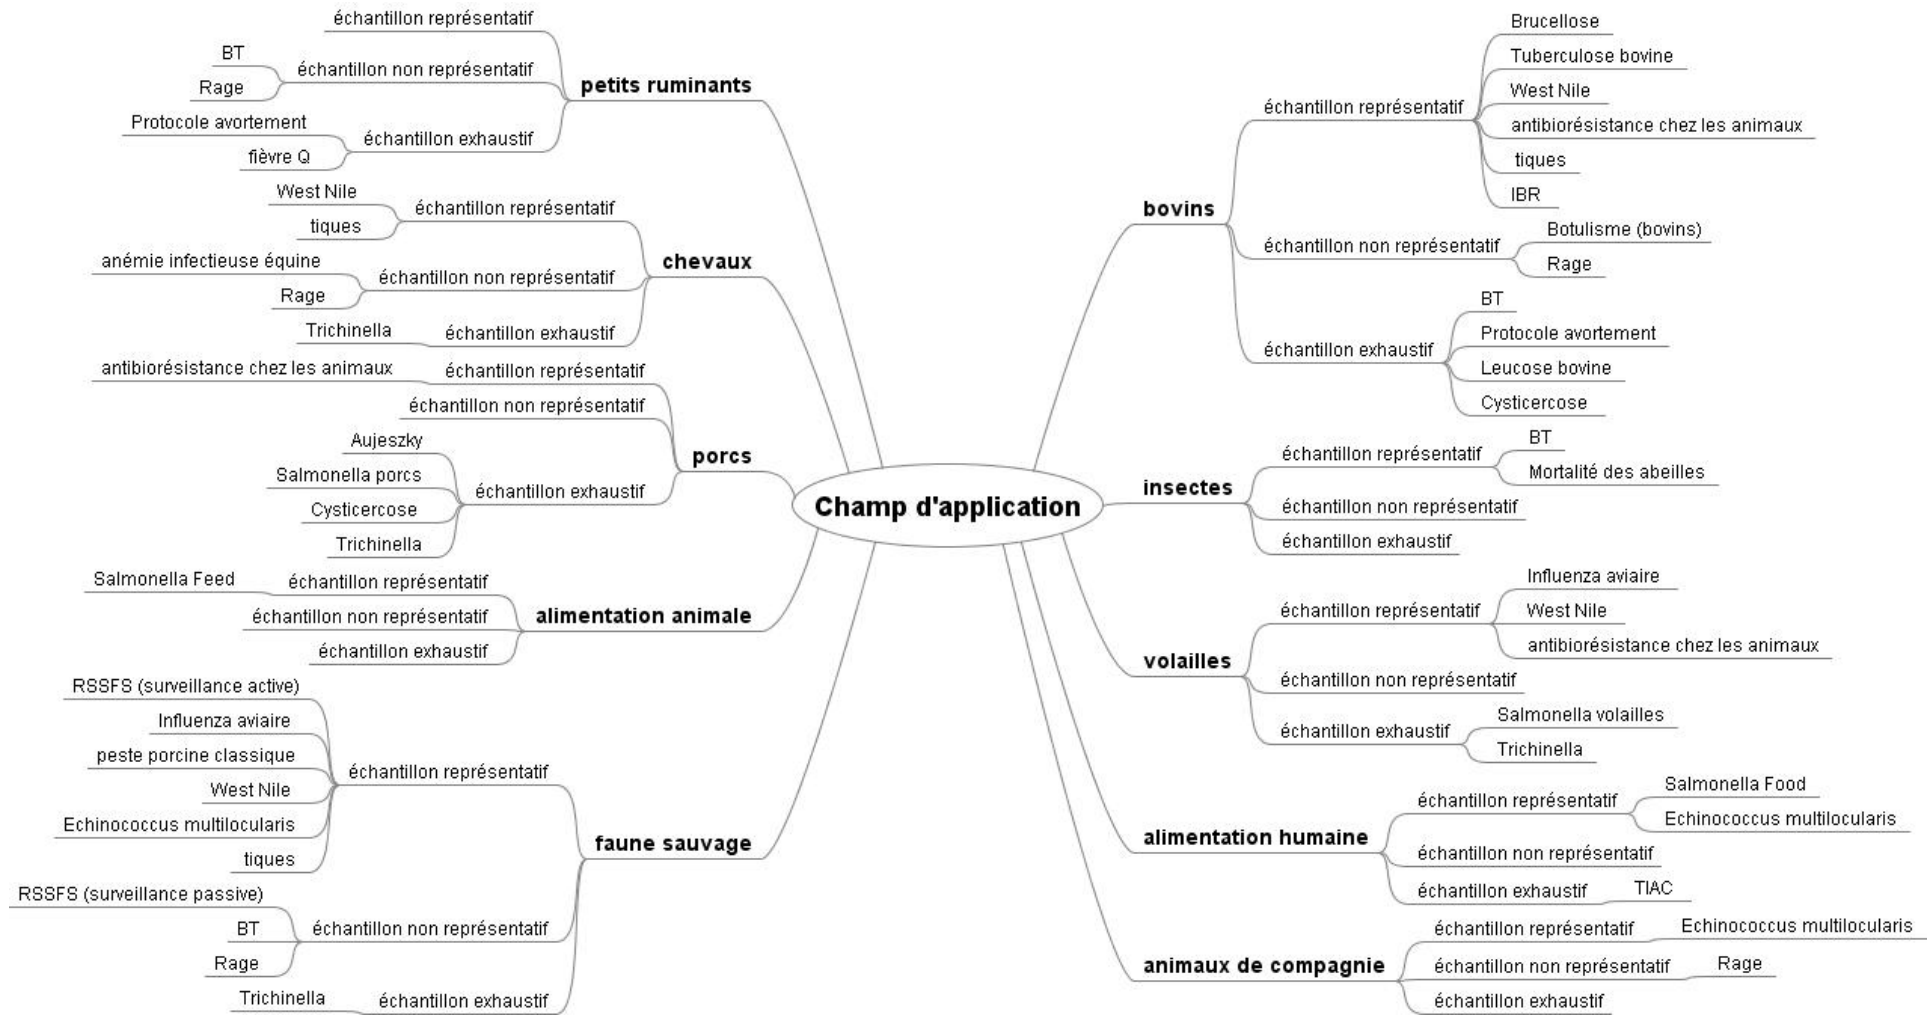 Champ d'application
petits ruminants
échantillon représentatif
échantillon non représentatif
BT
Rage
échantillon exhaustif
Protocole avortement
fièvre Q
chevaux
échantillon représentatif
West Nile
tiques
échantillon non représentatif
anémie infectieuse équine
Rage
échantillon exhaustif
Trichinella
porcs
échantillon représentatif
antibiorésistance chez les animaux
échantillon non représentatif
échantillon exhaustif
Aujeszky
Salmonella porcs
Cysticercose
Trichinella
alimentation animale
échantillon représentatif
Salmonella Feed
échantillon non représentatif
échantillon exhaustif
faune sauvage
échantillon représentatif
RSSFS (surveillance active)
Influenza aviaire
peste porcine classique
West Nile
Echinococcus multilocularis
tiques
échantillon non représentatif
RSSFS (surveillance passive)
BT
Rage
échantillon exhaustif
Trichinella
bovins
échantillon représentatif
Brucellose
Tuberculose bovine
West Nile
antibiorésistance chez les animaux
tiques
IBR
échantillon non représentatif
Botulisme (bovins)
Rage
échantillon exhaustif
BT
Protocole avortement
Leucose bovine
Cysticercose
insectes
échantillon représentatif
BT
Mortalité des abeilles
échantillon non représentatif
échantillon exhaustif
volailles
échantillon représentatif
Influenza aviaire
West Nile
antibiorésistance chez les animaux
échantillon non représentatif
échantillon exhaustif
Salmonella volailles
Trichinella
alimentation humaine
échantillon représentatif
Salmonella Food
Echinococcus multilocularis
échantillon non représentatif
échantillon exhaustif
TIAC
animaux de compagnie
échantillon représentatif
Echinococcus multilocularis
échantillon non représentatif
Rage
échantillon exhaustif